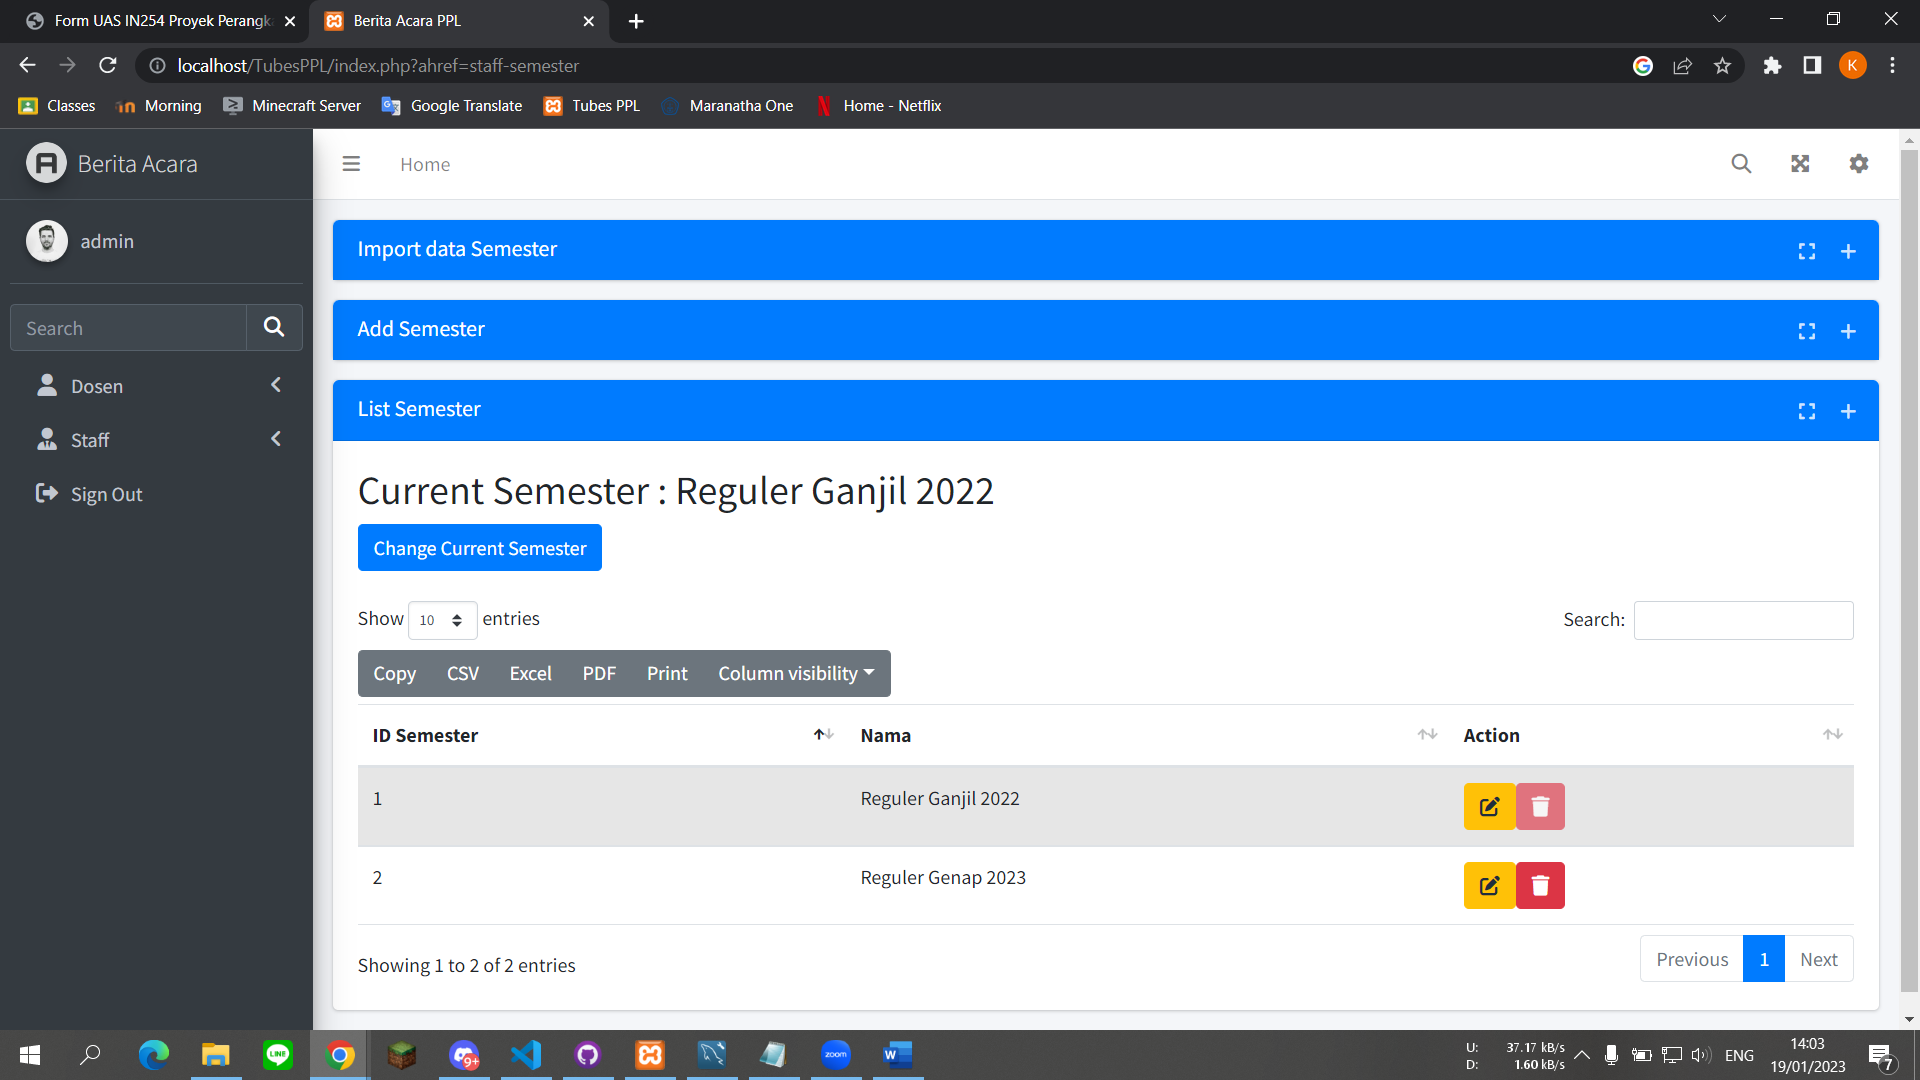 Form UAS IN254 Proyek Perangka
Berita Acara PPL
localhost/TubesPPL/index.php?ahref=staff-semester
K
Classes
Morning
Minecraft Server
Google Translate
Tubes PPL
Maranatha One
Home - Netflix
Berita Acara
Home
admin
Search
Dosen
Staff
Sign Out
Import data Semester
Add Semester
List Semester
Current Semester : Reguler Ganjil 2022
Change Current Semester
Show 10 entries
Search:
Copy CSV Excel PDF Print Column visibility
ID Semester Nama Action
1 Reguler Ganjil 2022
2 Reguler Genap 2023
Showing 1 to 2 of 2 entries
Previous 1 Next
LINE
9+
zoom
W
U: 37.17 kB/s
D: 1.60 kB/s
ENG
14:03
19/01/2023
7